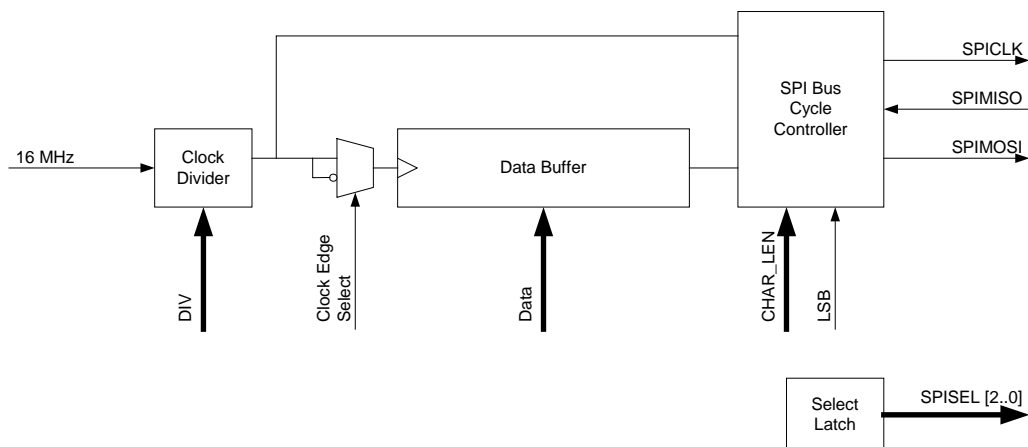 SPICLK
SPI Bus
Cycle
Controller
SPIMISO
SPIMOSI
16 MHz
Clock
Divider
Data Buffer
DIV
Clock Edge
Select
Data
CHAR_LEN
LSB
Select
Latch
SPISEL [2..0]